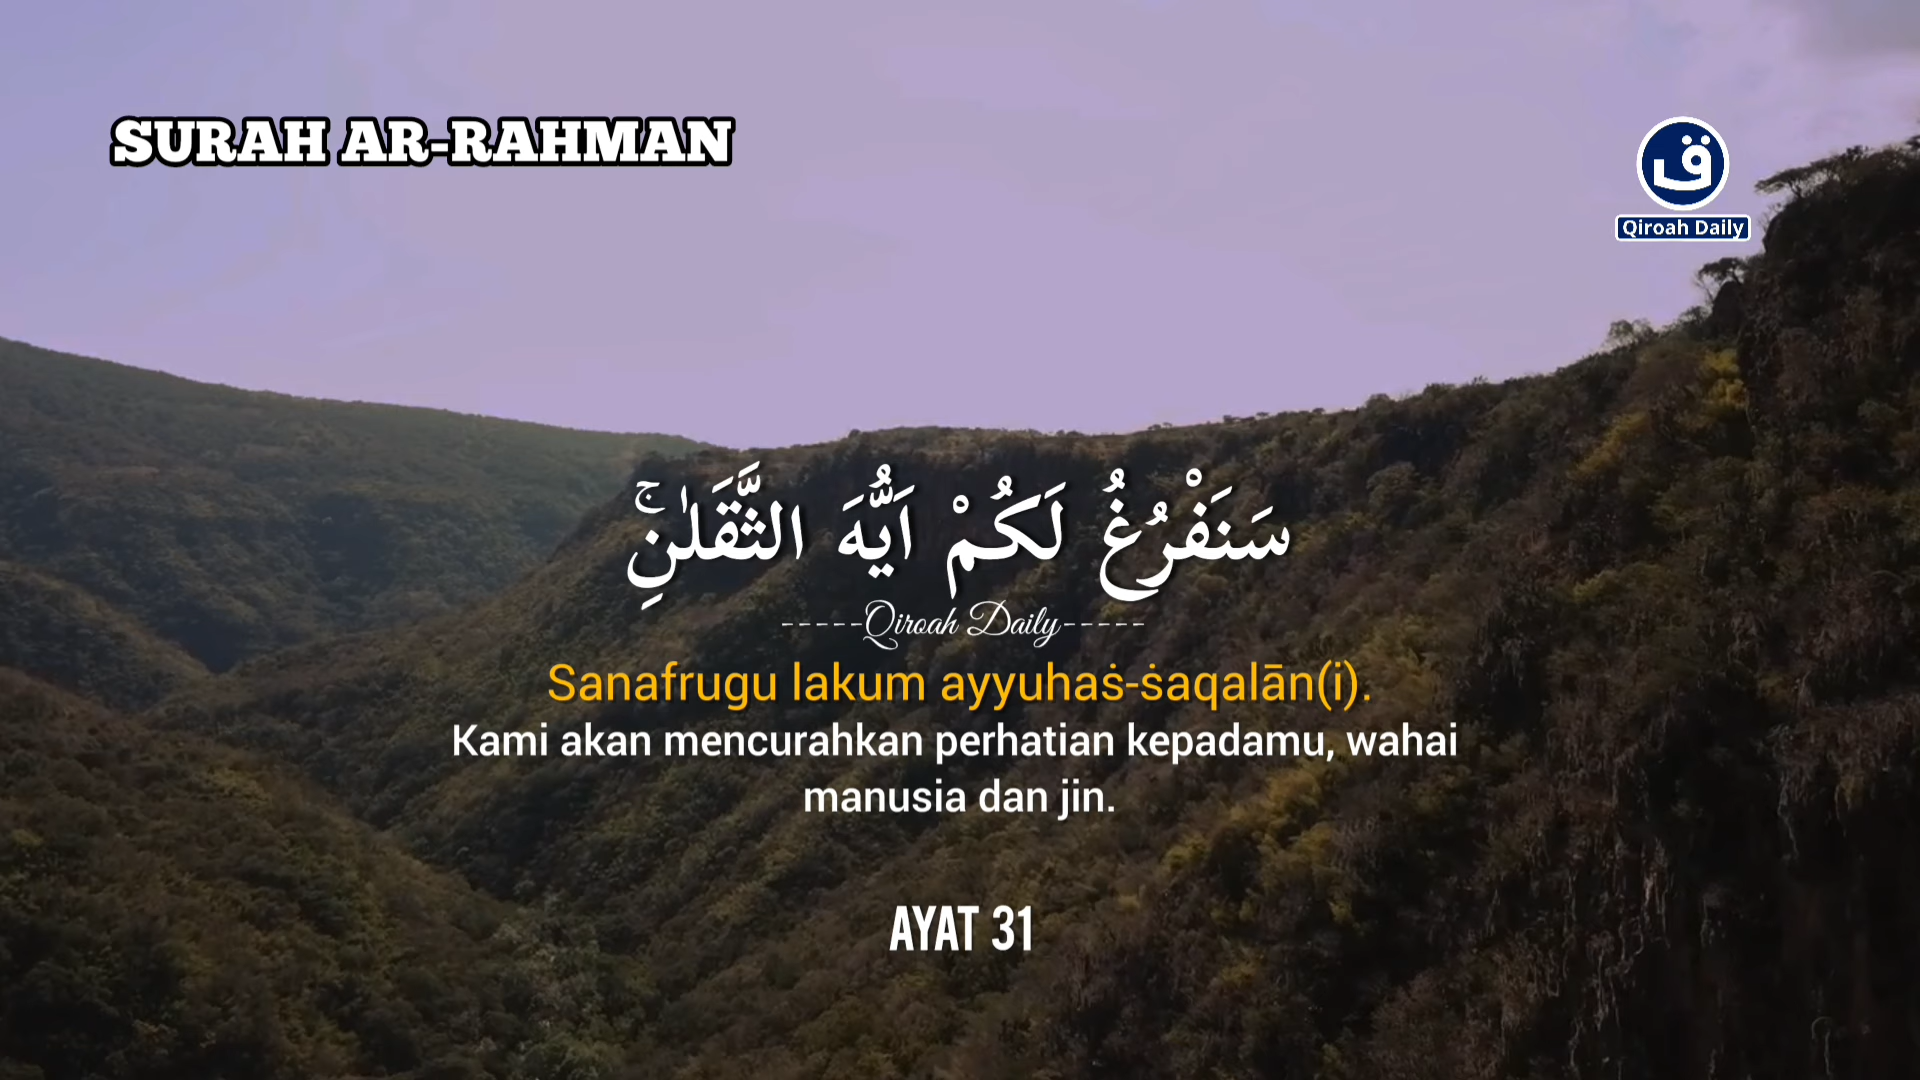 SURAH AR-RAHMAN
ق
Qiroah Daily
سَنَفْرُغُ لَكُمْ اَيُّهَ الثَّقَلٰنِۚ
-----Qiroah Daily-----
Sanafrugu lakum ayyuhaṡ-ṡaqalān(i).
Kami akan mencurahkan perhatian kepadamu, wahai
manusia dan jin.
AYAT 31